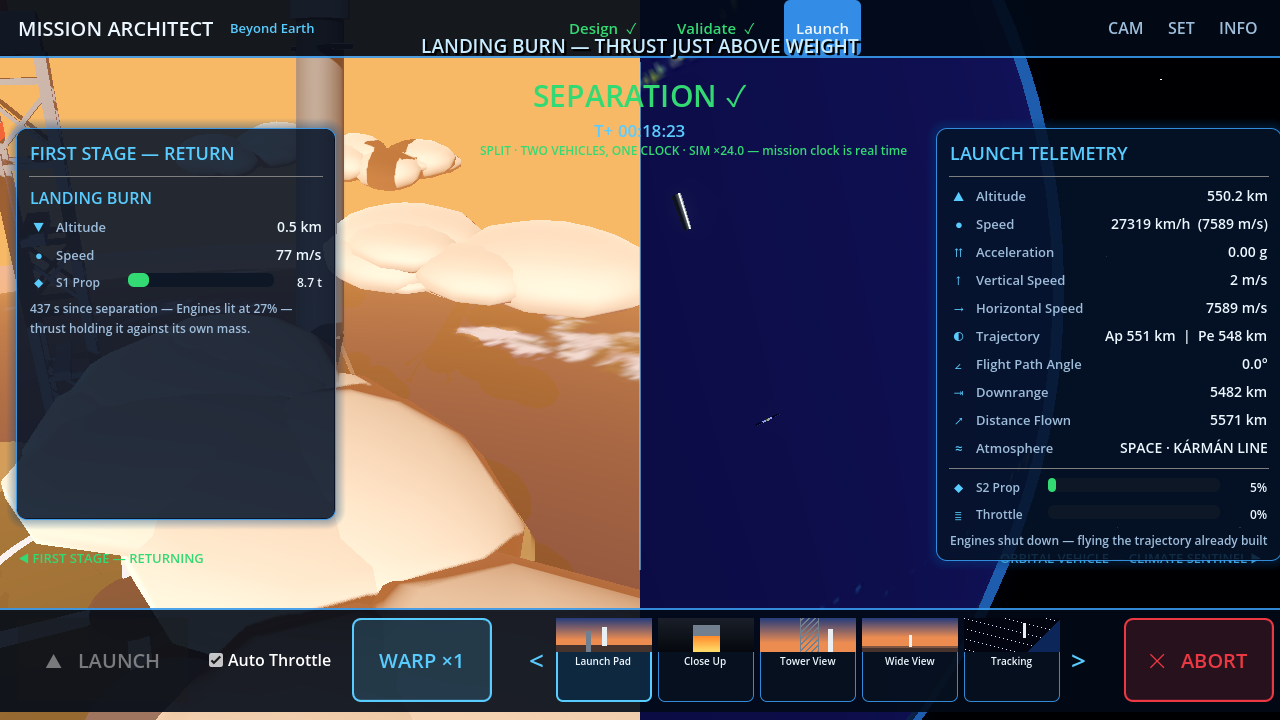 MISSION ARCHITECT Beyond Earth Design ✓ Validate ✓ Launch CAM SET INFO
LANDING BURN — THRUST JUST ABOVE WEIGHT
SEPARATION ✓
T+ 00:18:23
SPLIT · TWO VEHICLES, ONE CLOCK · SIM ×24.0 — mission clock is real time
FIRST STAGE — RETURN
LANDING BURN
▼ Altitude 0.5 km
● Speed 77 m/s
◆ S1 Prop 8.7 t
437 s since separation — Engines lit at 27% —
thrust holding it against its own mass.
◀ FIRST STAGE — RETURNING
LAUNCH TELEMETRY
▲ Altitude 550.2 km
● Speed 27319 km/h (7589 m/s)
⇈ Acceleration 0.00 g
↑ Vertical Speed 2 m/s
→ Horizontal Speed 7589 m/s
◐ Trajectory Ap 551 km | Pe 548 km
∠ Flight Path Angle 0.0°
⇥ Downrange 5482 km
↗ Distance Flown 5571 km
≈ Atmosphere SPACE · KÁRMÁN LINE
◆ S2 Prop 5%
≣ Throttle 0%
Engines shut down — flying the trajectory already built
ORBITAL VEHICLE — CLIMATE SENTINEL ▶
▲ LAUNCH
Auto Throttle
WARP ×1
<
Launch Pad
Close Up
Tower View
Wide View
Tracking
>
✕ ABORT